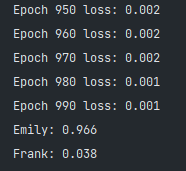 Epoch 950 loss: 0.002
Epoch 960 loss: 0.002
Epoch 970 loss: 0.002
Epoch 980 loss: 0.001
Epoch 990 loss: 0.001
Emily: 0.966
Frank: 0.038